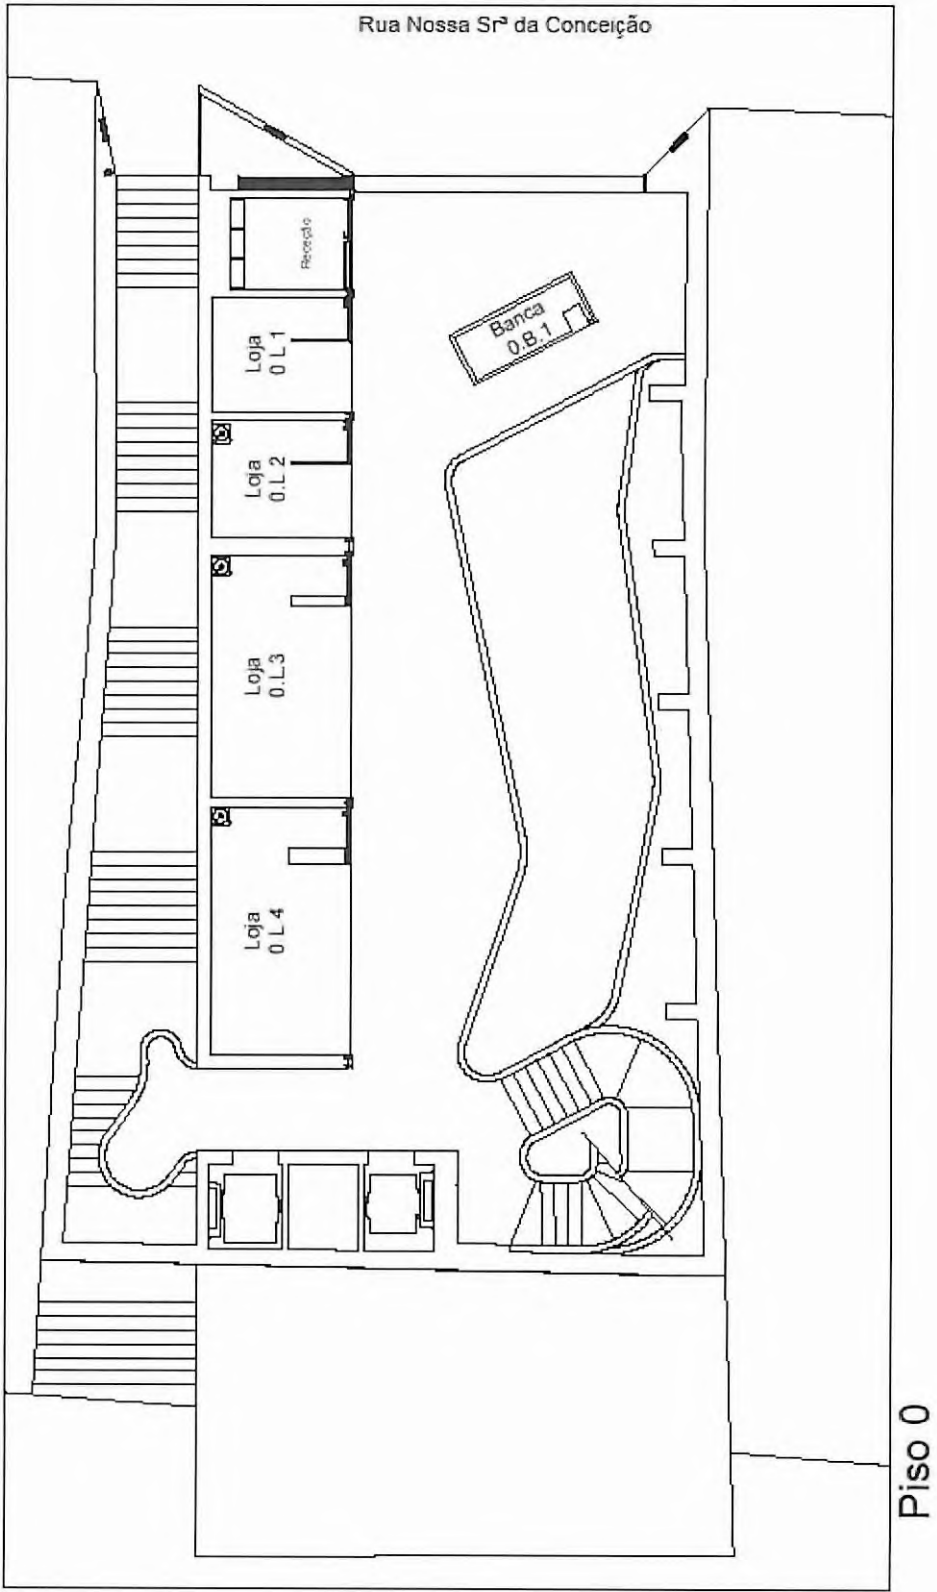 Rua Nossa Srª da Conceição
Receção
Loja
0 L 1
Banca
0.B.1
Loja
0.L 2
Loja
0.L.3
Loja
0 L 4
Piso 0